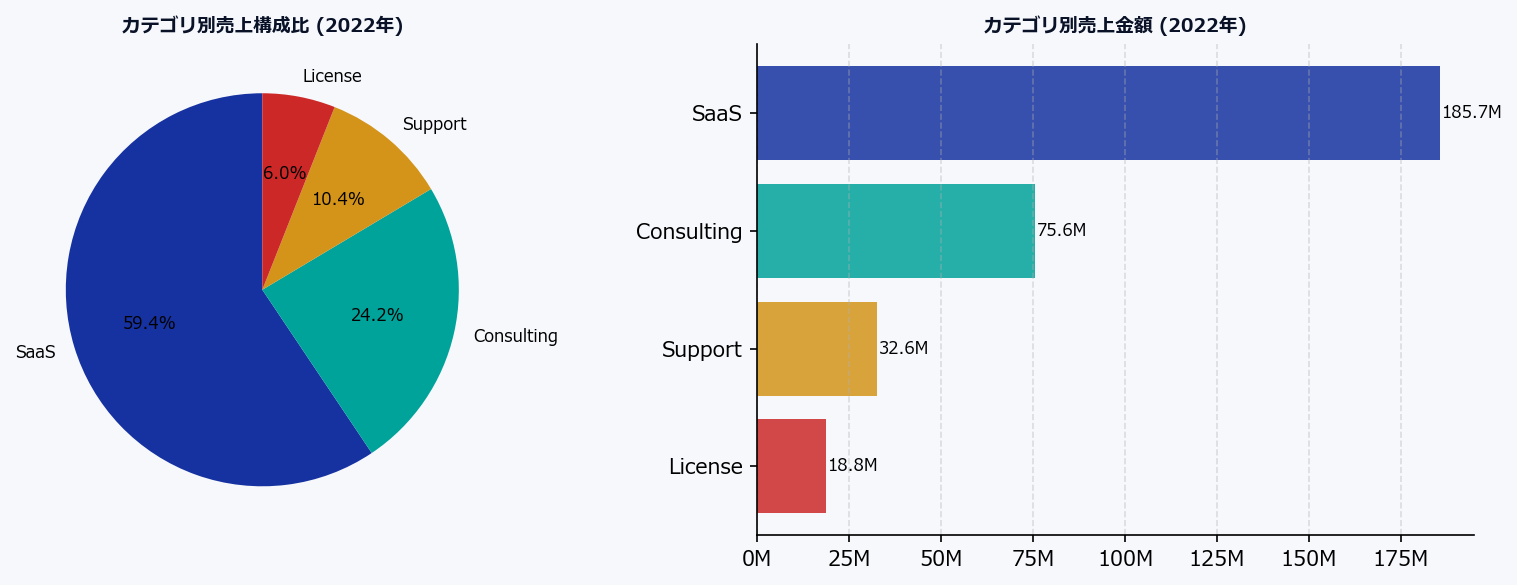 カテゴリ別売上構成比 (2022年)
License
Support
6.0%
10.4%
59.4%
24.2%
SaaS
Consulting
カテゴリ別売上金額 (2022年)
SaaS
185.7M
Consulting
75.6M
Support
32.6M
License
18.8M
0M 25M 50M 75M 100M 125M 150M 175M